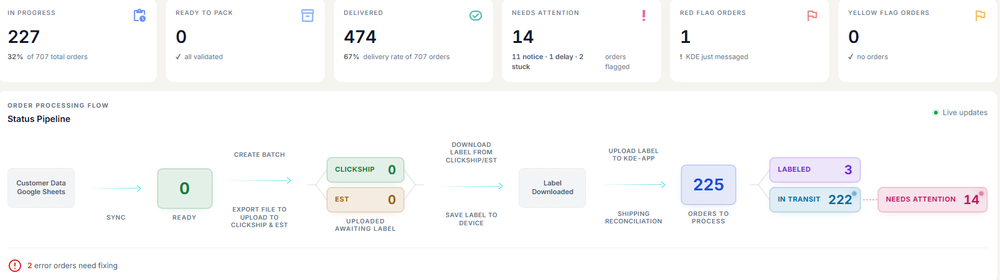 IN PROGRESS
227
32% of 707 total orders
READY TO PACK
0
✓ all validated
DELIVERED
474
67% delivery rate of 707 orders
NEEDS ATTENTION
14
11 notice · 1 delay · 2
stuck
orders
flagged
RED FLAG ORDERS
1
! KDE just messaged
YELLOW FLAG ORDERS
0
✓ no orders
ORDER PROCESSING FLOW
Status Pipeline
Live updates
Customer Data
Google Sheets
SYNC
0
READY
CREATE BATCH
EXPORT FILE TO
UPLOAD TO
CLICKSHIP & EST
CLICKSHIP 0
EST 0
UPLOADED
AWAITING LABEL
DOWNLOAD
LABEL FROM
CLICKSHIP/EST
SAVE LABEL TO
DEVICE
Label
Downloaded
UPLOAD LABEL
TO KDE-APP
SHIPPING
RECONCILIATION
225
ORDERS TO
PROCESS
LABELED 3
IN TRANSIT 222
NEEDS ATTENTION 14
2 error orders need fixing